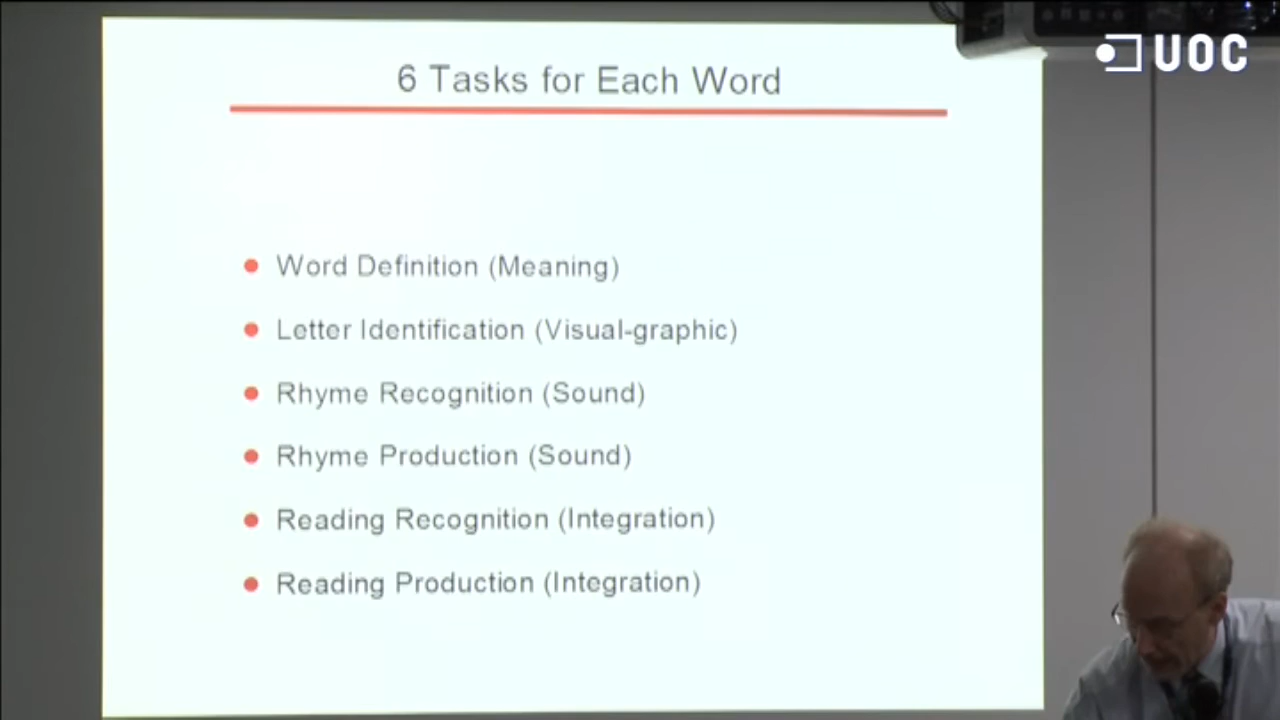 6 Tasks for Each Word
UOC
Word Definition (Meaning)
Letter Identification (Visual-graphic)
Rhyme Recognition (Sound)
Rhyme Production (Sound)
Reading Recognition (Integration)
Reading Production (Integration)